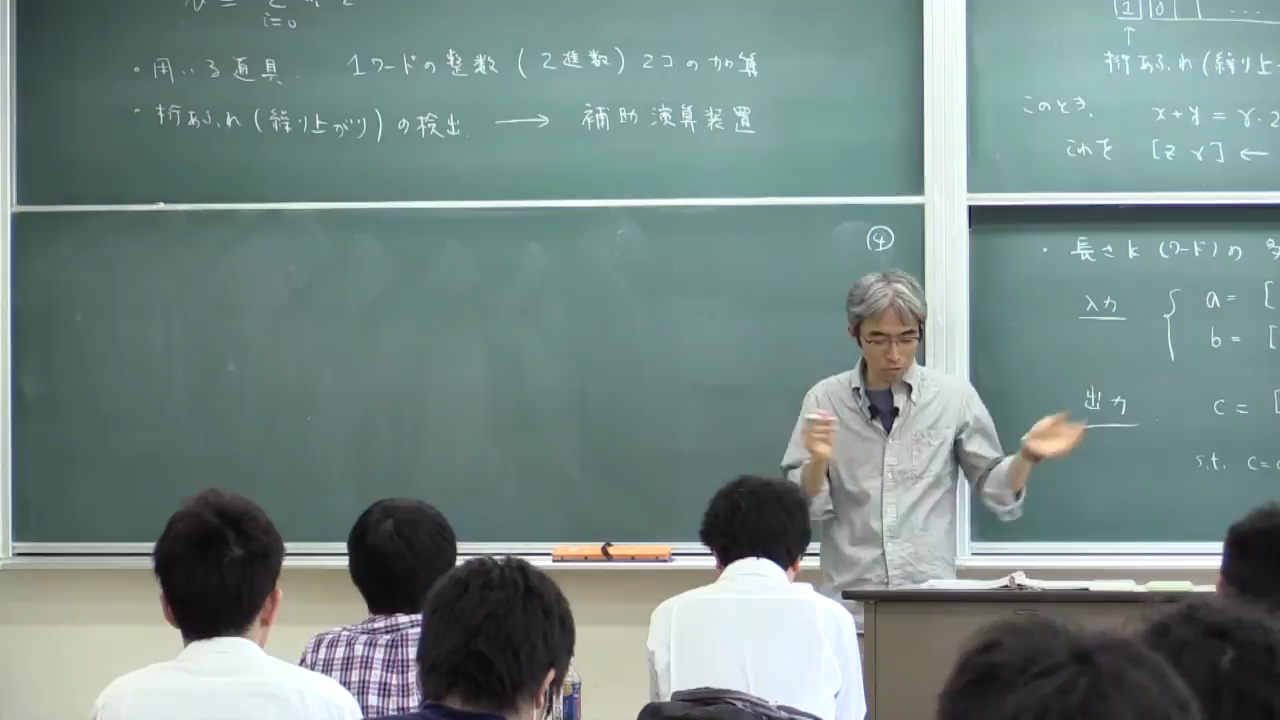 i=0
・用いる道具 1ワードの整数(2進数)2コの加算
・桁あふれ(繰り上がり)の検出 → 補助演算装置
④
1 0 ...
↑
桁あふれ(繰り上
このとき, x+y = r・2
これを [z r] ←
・長さk(ワード)の
入力 { a= [
b= [
出力 c= [
s.t. c=